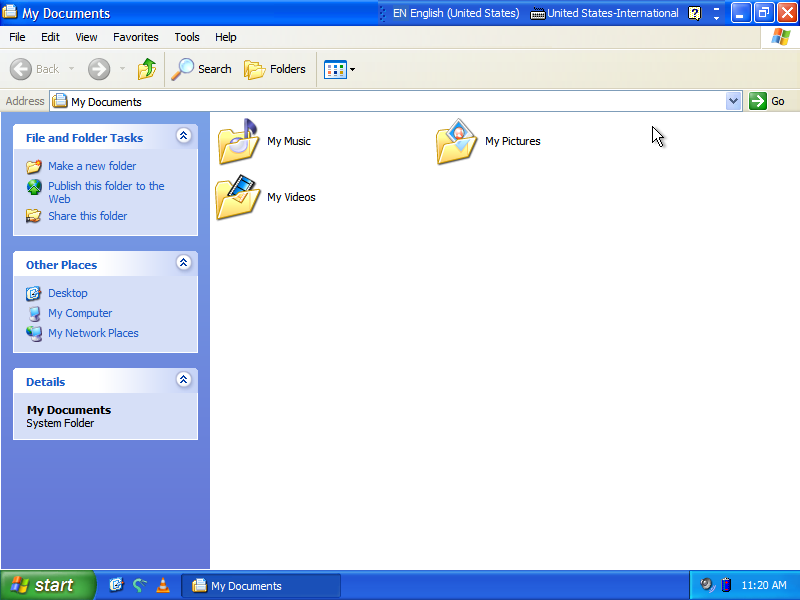 My Documents
EN English (United States)
United States-International
?
File Edit View Favorites Tools Help
Back
Search
Folders
Address
My Documents
Go
File and Folder Tasks
Make a new folder
Publish this folder to the
Web
Share this folder
Other Places
Desktop
My Computer
My Network Places
Details
My Documents
System Folder
My Music
My Pictures
My Videos
start
My Documents
11:20 AM